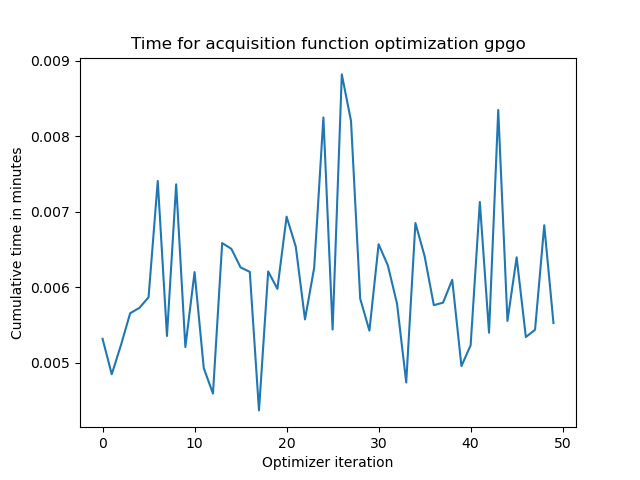 Time for acquisition function optimization gpgo
0.009
0.008
0.007
0.006
0.005
Cumulative time in minutes
0 10 20 30 40 50
Optimizer iteration